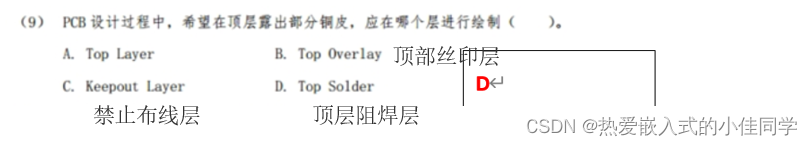 (9) PCB 设计过程中，希望在顶层露出部分铜皮，应在哪个层进行绘制（ ）。
A. Top Layer B. Top Overlay 顶部丝印层
C. Keepout Layer D. Top Solder D↵
禁止布线层 顶层阻焊层
CSDN @热爱嵌入式的小佳同学